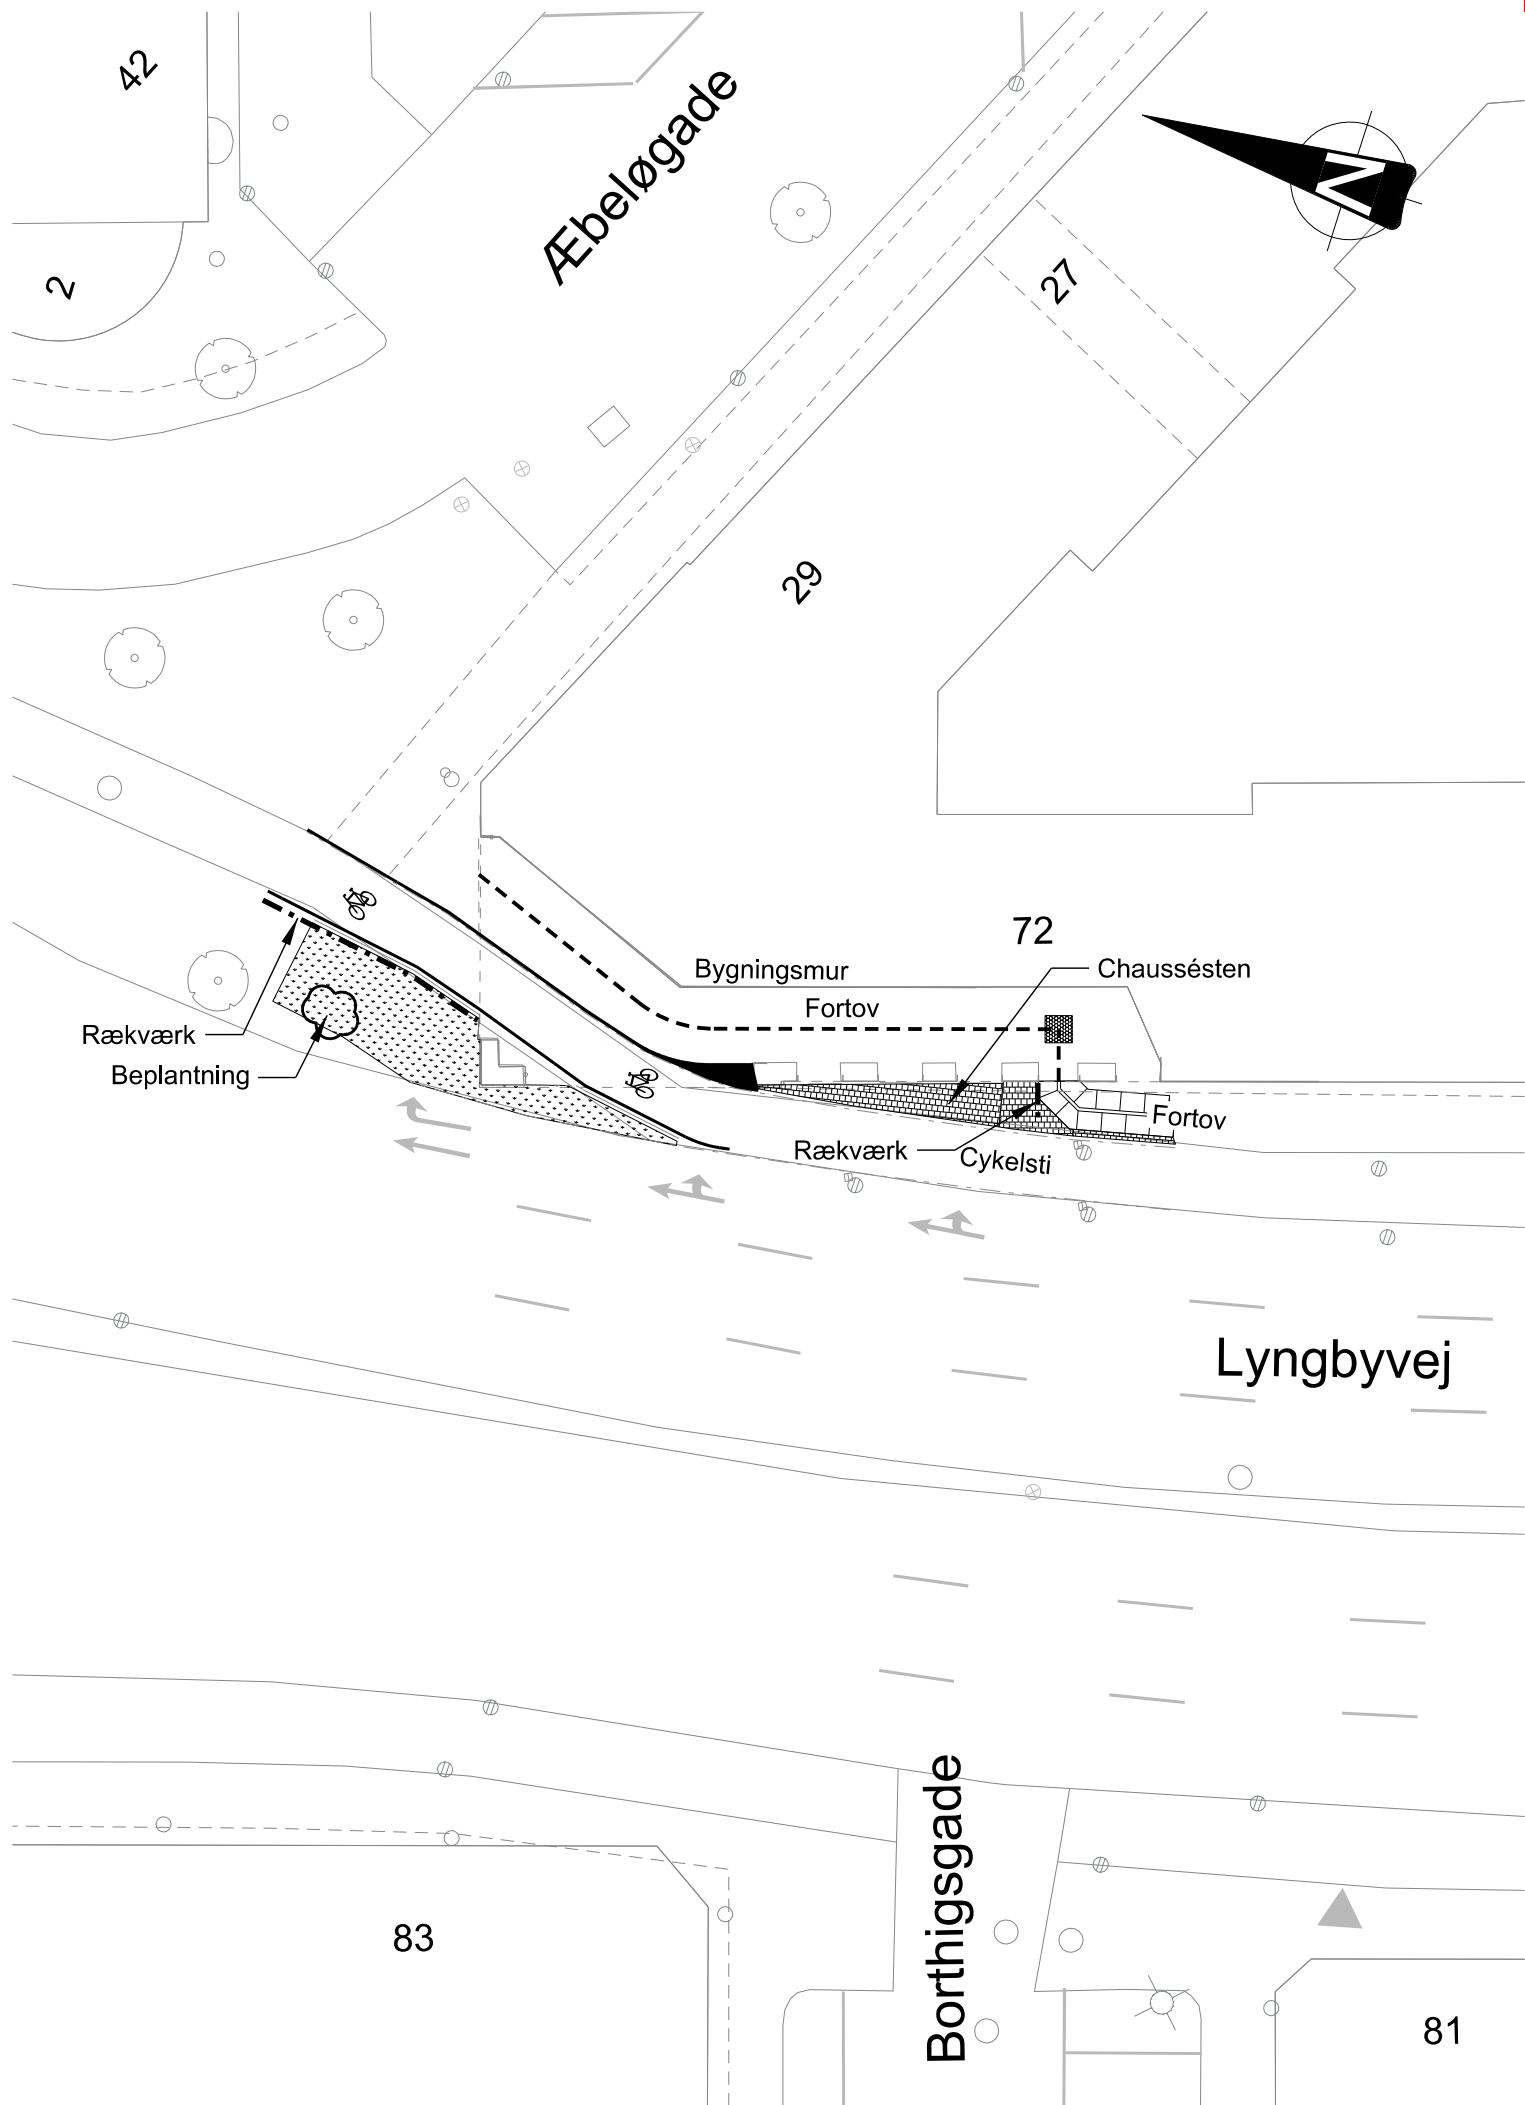 42
Æbeløgade
N
27
2
29
72
Bygningsmur
Chaussésten
Fortov
Rækværk
Beplantning
Fortov
Rækværk
Cykelsti
Lyngbyvej
Borthigsgade
83
81